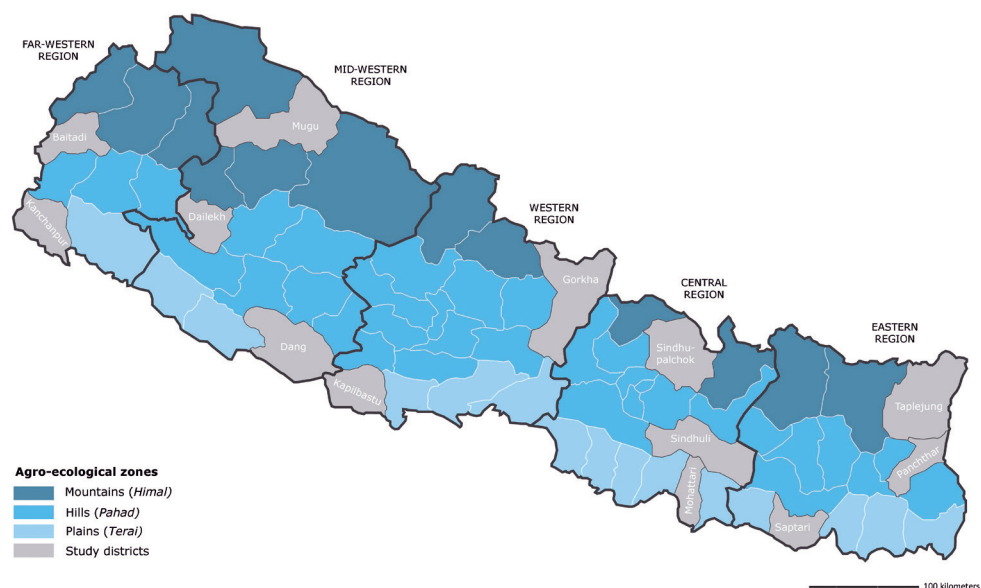 FAR-WESTERN
REGION
MID-WESTERN
REGION
Mugu
Baitadi
Dailekh
Kanchanpur
WESTERN
REGION
Gorkha
CENTRAL
REGION
EASTERN
REGION
Dang
Sindhu-
palchok
Kapilbastu
Taplejung
Sindhuli
Panchthar
Mohattari
Saptari
Agro-ecological zones
Mountains (Himal)
Hills (Pahad)
Plains (Terai)
Study districts
100 kilometers